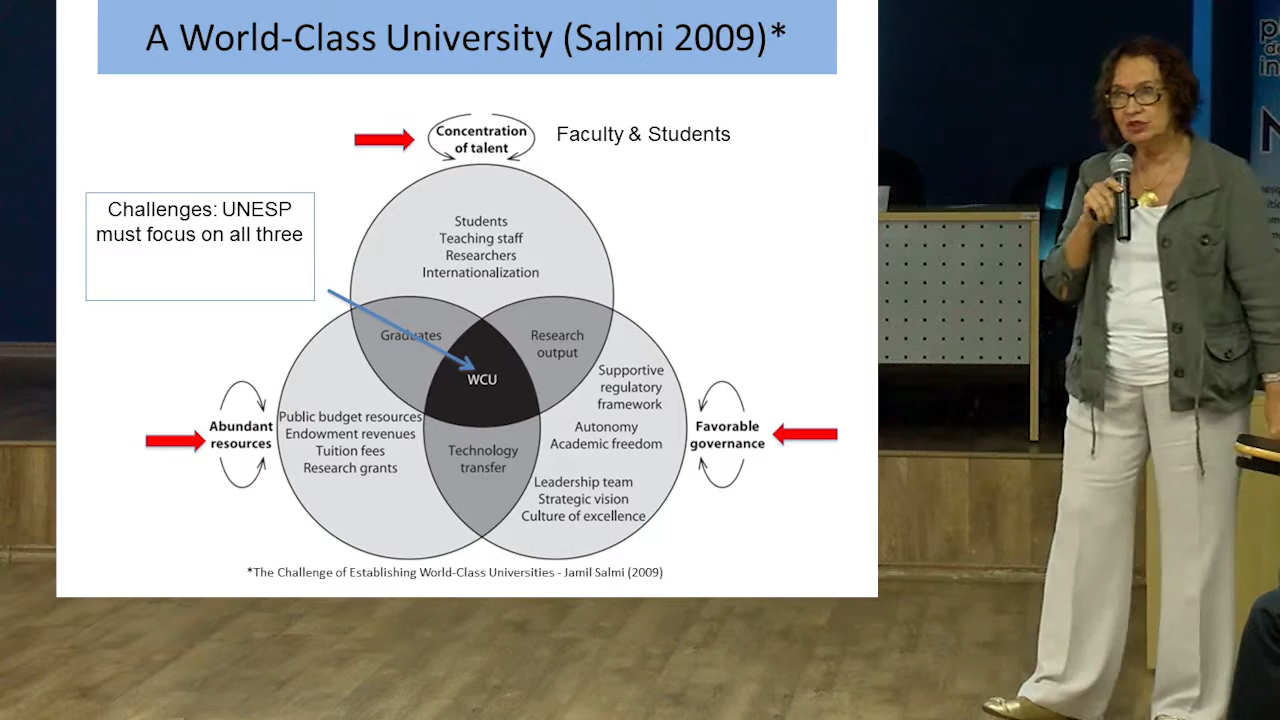 A World-Class University (Salmi 2009)*
Concentration
of talent
Faculty & Students
Challenges: UNESP
must focus on all three
Students
Teaching staff
Researchers
Internationalization
Graduates
Research
output
WCU
Supportive
regulatory
framework
Autonomy
Academic freedom
Leadership team
Strategic vision
Culture of excellence
Abundant
resources
Public budget resources
Endowment revenues
Tuition fees
Research grants
Technology
transfer
Favorable
governance
*The Challenge of Establishing World-Class Universities - Jamil Salmi (2009)